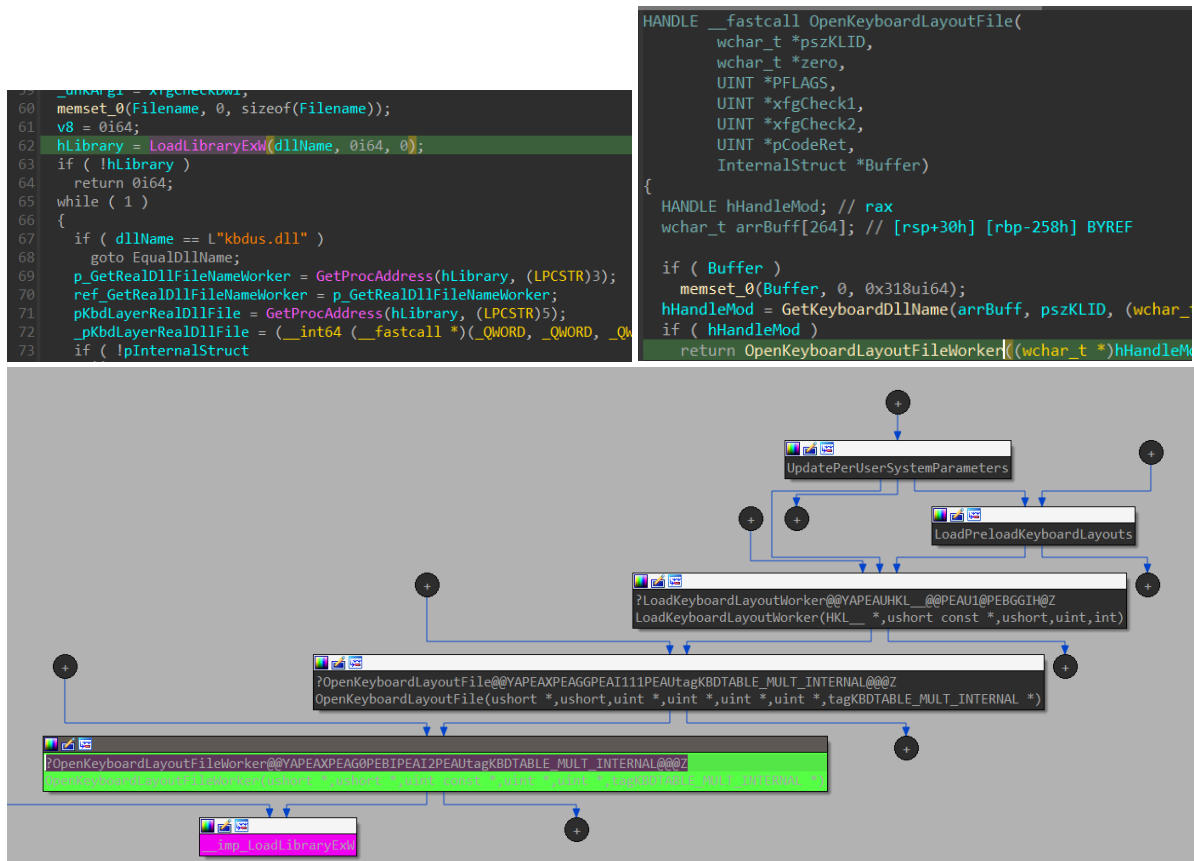 59 _unkArg1 = xfgCheckDw1;
60 memset_0(Filename, 0, sizeof(Filename));
61 v8 = 0i64;
62 hLibrary = LoadLibraryExW(dllName, 0i64, 0);
63 if ( !hLibrary )
64 return 0i64;
65 while ( 1 )
66 {
67 if ( dllName == L"kbdus.dll" )
68 goto EqualDllName;
69 p_GetRealDllFileNameWorker = GetProcAddress(hLibrary, (LPCSTR)3);
70 ref_GetRealDllFileNameWorker = p_GetRealDllFileNameWorker;
71 pKbdLayerRealDllFile = GetProcAddress(hLibrary, (LPCSTR)5);
72 _pKbdLayerRealDllFile = (__int64 (__fastcall *)(_QWORD, _QWORD, _QW
73 if ( !pInternalStruct
HANDLE __fastcall OpenKeyboardLayoutFile(
wchar_t *pszKLID,
wchar_t *zero,
UINT *PFLAGS,
UINT *xfgCheck1,
UINT *xfgCheck2,
UINT *pCodeRet,
InternalStruct *Buffer)
{
HANDLE hHandleMod; // rax
wchar_t arrBuff[264]; // [rsp+30h] [rbp-258h] BYREF
if ( Buffer )
memset_0(Buffer, 0, 0x318ui64);
hHandleMod = GetKeyboardDllName(arrBuff, pszKLID, (wchar_t
if ( hHandleMod )
return OpenKeyboardLayoutFileWorker((wchar_t *)hHandleMo
UpdatePerUserSystemParameters
LoadPreloadKeyboardLayouts
?LoadKeyboardLayoutWorker@@YAPEAUHKL__@@PEAU1@PEBGGIH@Z
LoadKeyboardLayoutWorker(HKL__ *,ushort const *,ushort,uint,int)
?OpenKeyboardLayoutFile@@YAPEAXPEAGGPEAI111PEAUtagKBDTABLE_MULT_INTERNAL@@@Z
OpenKeyboardLayoutFile(ushort *,ushort,uint *,uint *,uint *,uint *,tagKBDTABLE_MULT_INTERNAL *)
?OpenKeyboardLayoutFileWorker@@YAPEAXPEAG0PEBIPEAI2PEAUtagKBDTABLE_MULT_INTERNAL@@@Z
OpenKeyboardLayoutFileWorker(ushort *,ushort *,uint const *,uint *,uint *,tagKBDTABLE_MULT_INTERNAL *)
__imp_LoadLibraryExW